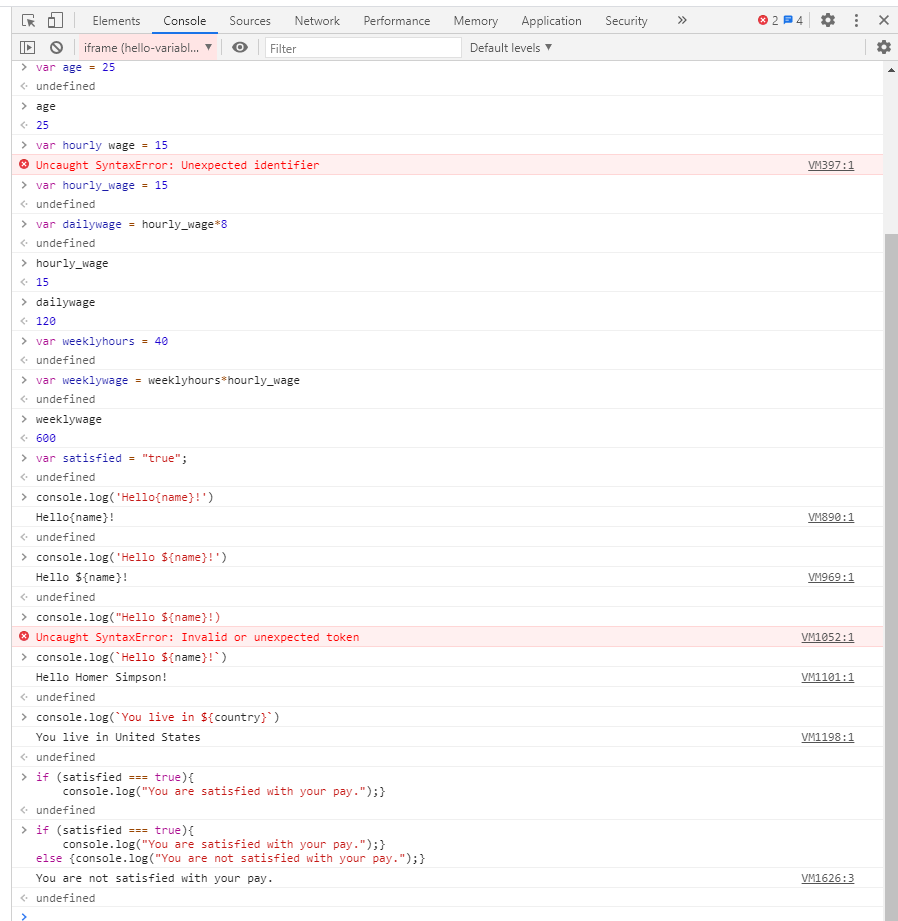 Elements Console Sources Network Performance Memory Application Security » 2 4
iframe (hello-variabl... ▼ Filter Default levels ▼
> var age = 25
<· undefined
> age
<· 25
> var hourly wage = 15
Uncaught SyntaxError: Unexpected identifier VM397:1
> var hourly_wage = 15
<· undefined
> var dailywage = hourly_wage*8
<· undefined
> hourly_wage
<· 15
> dailywage
<· 120
> var weeklyhours = 40
<· undefined
> var weeklywage = weeklyhours*hourly_wage
<· undefined
> weeklywage
<· 600
> var satisfied = "true";
<· undefined
> console.log('Hello{name}!')
Hello{name}! VM890:1
<· undefined
> console.log('Hello ${name}!')
Hello ${name}! VM969:1
<· undefined
> console.log("Hello ${name}!)
Uncaught SyntaxError: Invalid or unexpected token VM1052:1
> console.log(`Hello ${name}!`)
Hello Homer Simpson! VM1101:1
<· undefined
> console.log(`You live in ${country}`)
You live in United States VM1198:1
<· undefined
> if (satisfied === true){
console.log("You are satisfied with your pay.");}
<· undefined
> if (satisfied === true){
console.log("You are satisfied with your pay.");}
else {console.log("You are not satisfied with your pay.");}
You are not satisfied with your pay. VM1626:3
<· undefined
>